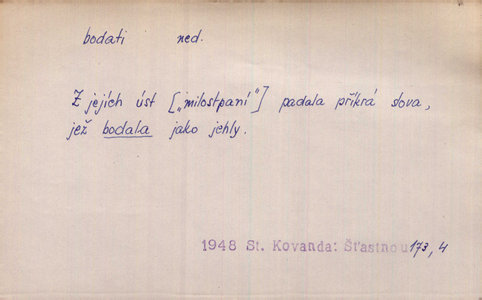 bodati ned.
Z jejích úst [„milostpaní"] padala příkrá slova,
jež bodala jako jehly.
1948 St. Kovanda: Šťastnou 173, 4